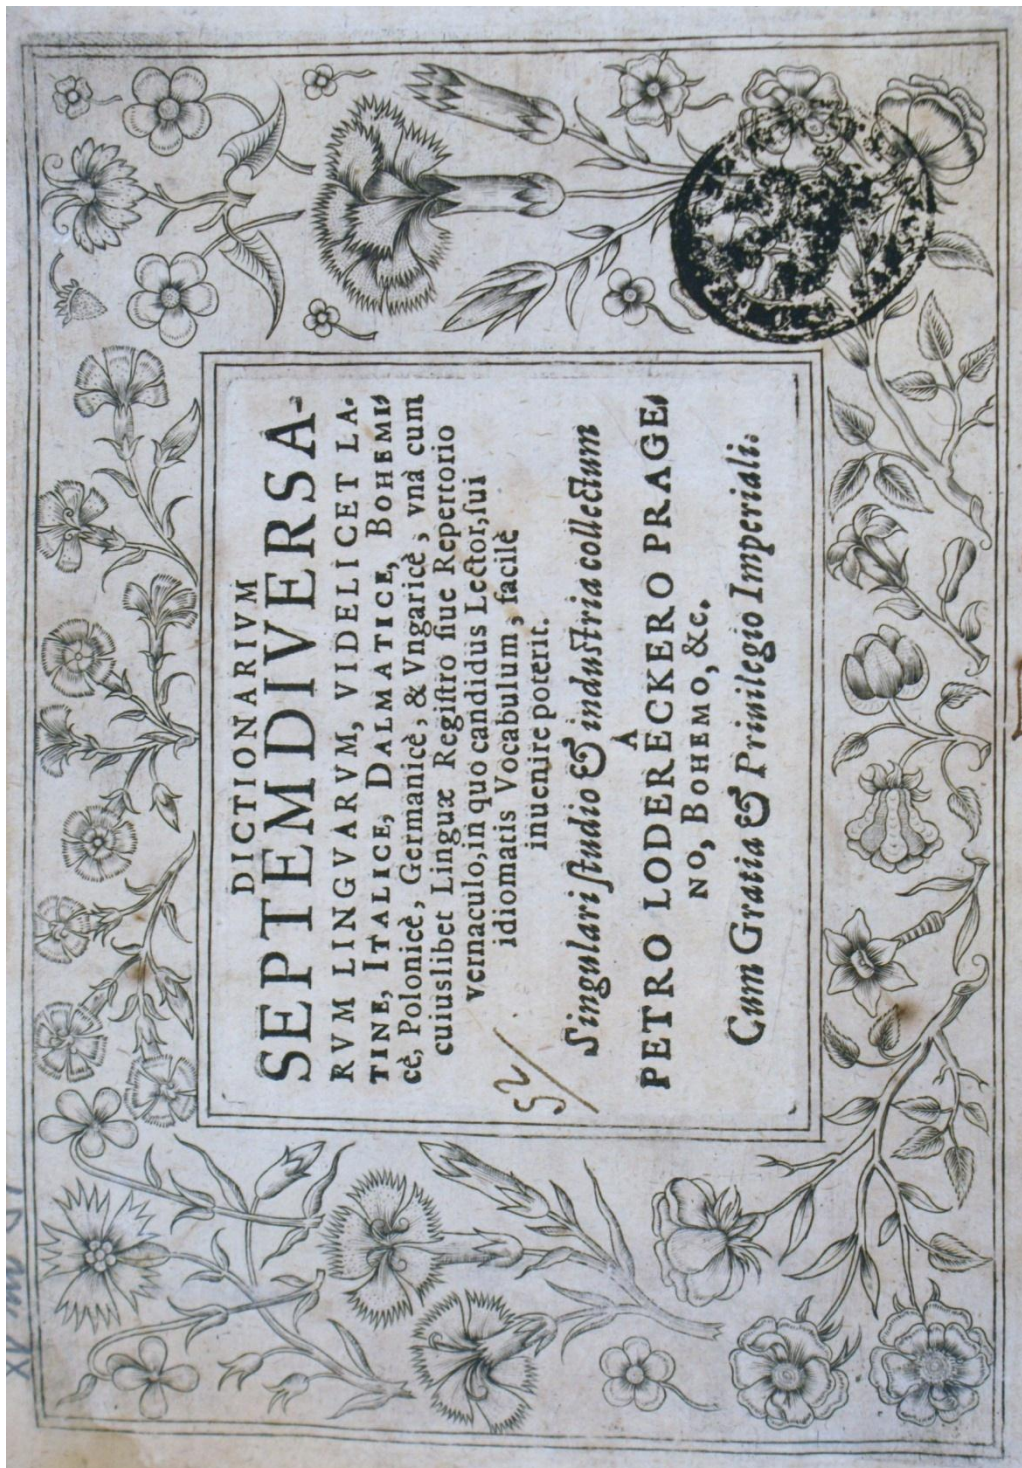 DICTIONARIVM
SEPTEMDIVERSA-
RVM LINGVARVM, VIDELICET LA-
TINE, ITALICE, DALMATICE, BOHEMI-
cè, Polonicè, Germanicè, & Vngaricè, vnà cum
cuiuslibet Linguæ Regiſtro ſiue Repertorio
vernaculo, in quo candidus Lector, ſui
idiomatis Vocabulum, facilè
inuenire poterit.
Singulari ſtudio & induſtria collectum
A
PETRO LODERECKERO PRAGE-
NO, BOHEMO, &c.
Cum Gratia & Priuilegio Imperiali.
52